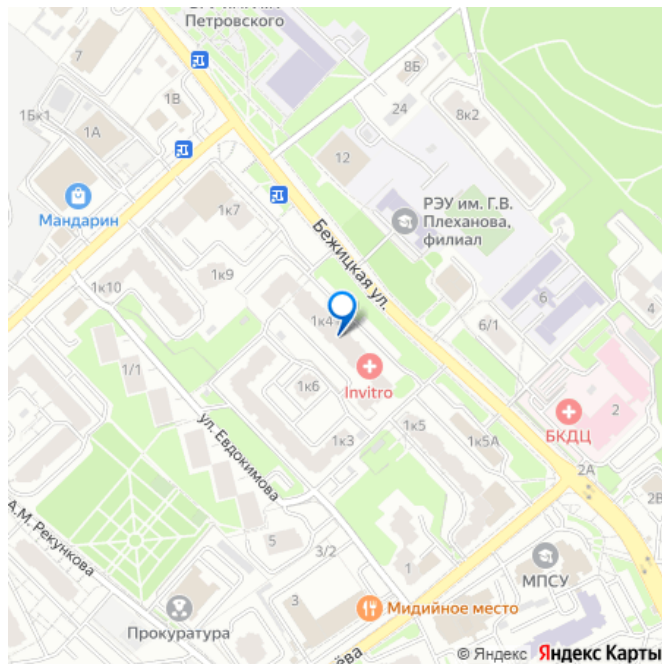 Петровского
7
8Б
1В
24
8к2
1Бк1
1А
12
Мандарин
РЭУ им. Г.В.
Плеханова,
филиал
1к7
Бежицкая ул.
1к9
1к10
6
4
1к4
6/1
1/1
1к6
Invitro
2
БКДЦ
1к3
1к5
1к5А
ул. Евдокимова
2А
2В
А.М. Рекункова
5
3/2
1
МПСУ
3
Мидийное место
Прокуратура
© Яндекс Яндекс Карты